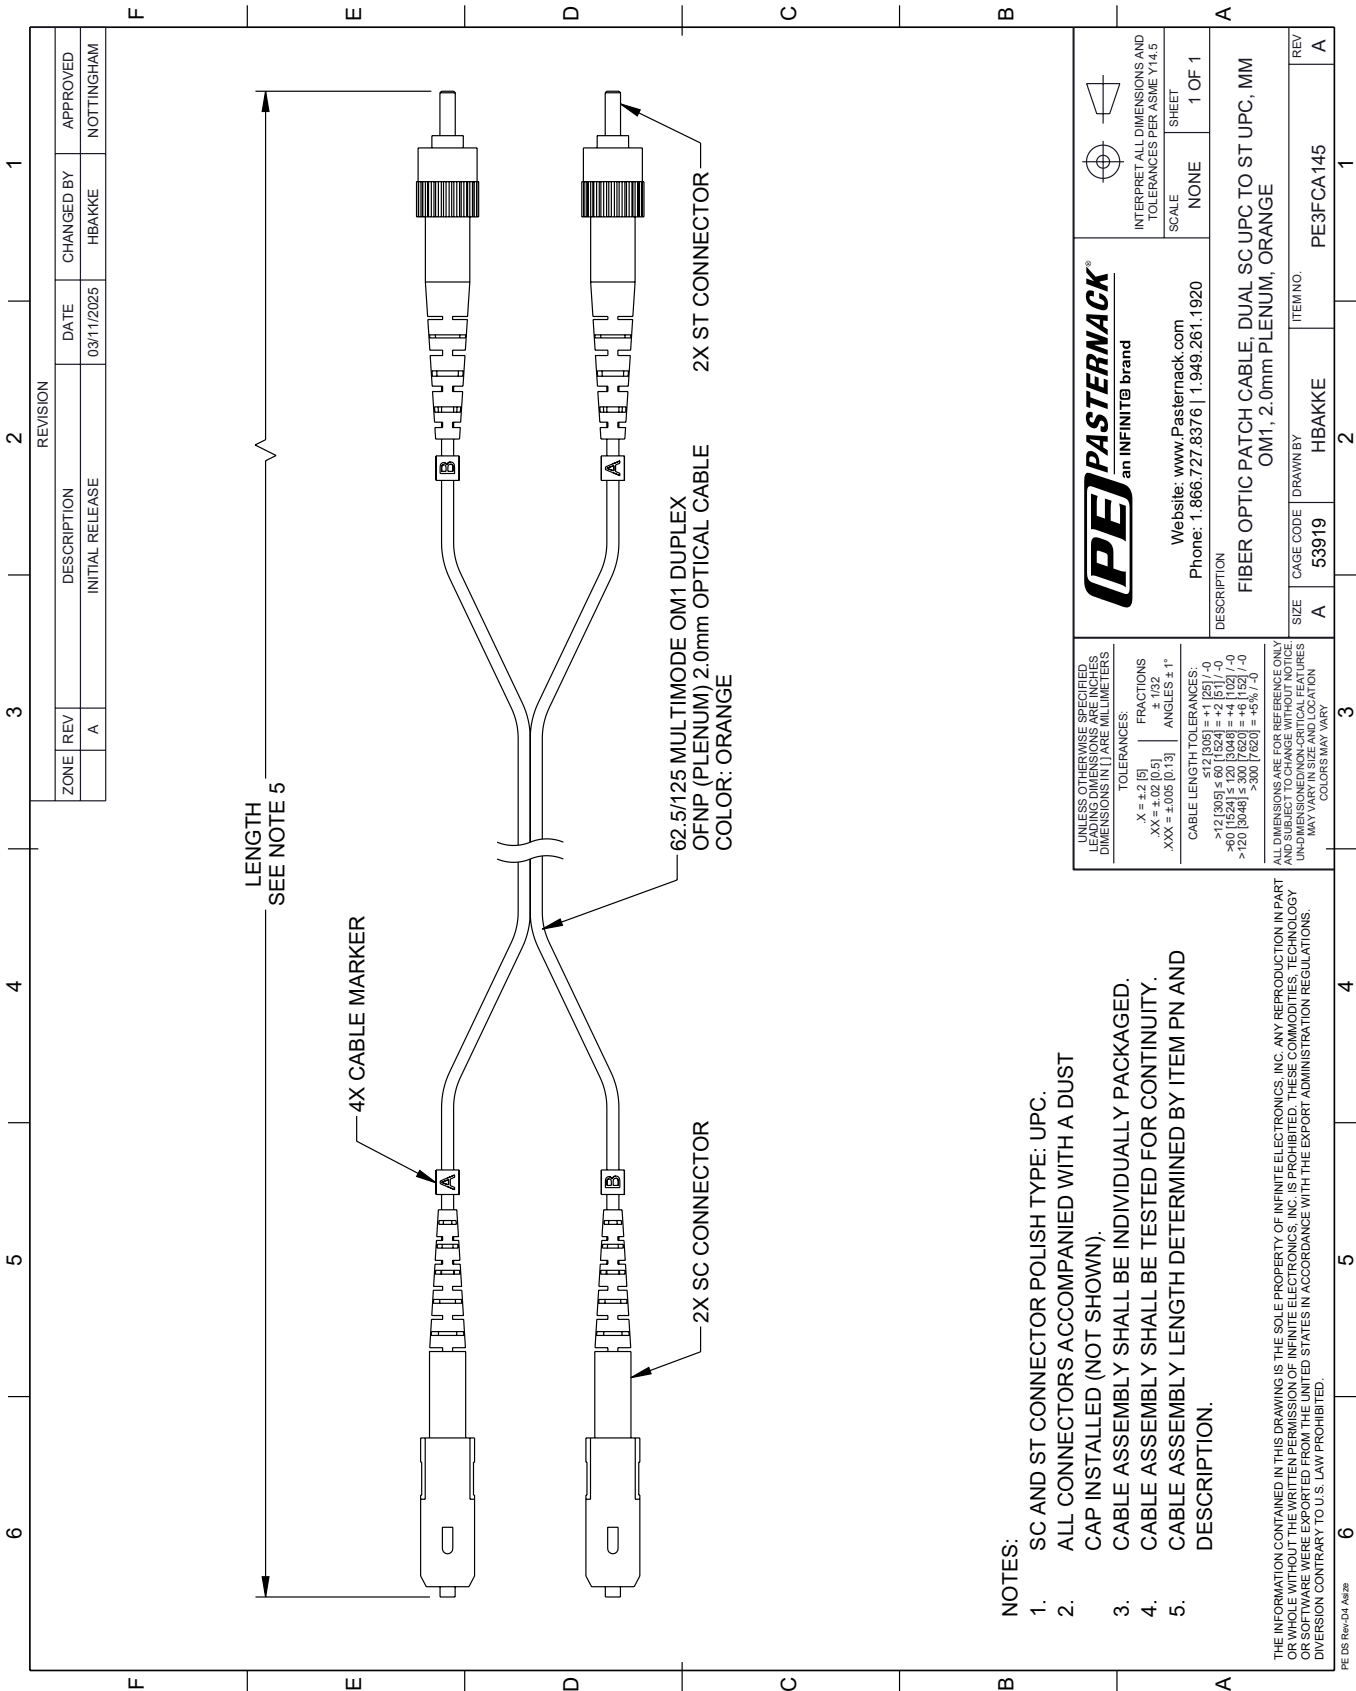 REVISION
ZONE REV DESCRIPTION DATE CHANGED BY APPROVED
A INITIAL RELEASE 03/11/2025 HBAKKE NOTTINGHAM
6 5 4 3 2 1
F
E
D
C
B
A
F
E
D
C
B
A
LENGTH
SEE NOTE 5
4X CABLE MARKER
A
B
B
A
2X SC CONNECTOR
2X ST CONNECTOR
62.5/125 MULTIMODE OM1 DUPLEX
OFNP (PLENUM) 2.0mm OPTICAL CABLE
COLOR: ORANGE
NOTES:
1. SC AND ST CONNECTOR POLISH TYPE: UPC.
2. ALL CONNECTORS ACCOMPANIED WITH A DUST
CAP INSTALLED (NOT SHOWN).
3. CABLE ASSEMBLY SHALL BE INDIVIDUALLY PACKAGED.
4. CABLE ASSEMBLY SHALL BE TESTED FOR CONTINUITY.
5. CABLE ASSEMBLY LENGTH DETERMINED BY ITEM PN AND
DESCRIPTION.
THE INFORMATION CONTAINED IN THIS DRAWING IS THE SOLE PROPERTY OF INFINITE ELECTRONICS, INC. ANY REPRODUCTION IN PART
OR WHOLE WITHOUT THE WRITTEN PERMISSION OF INFINITE ELECTRONICS, INC. IS PROHIBITED. THESE COMMODITIES, TECHNOLOGY
OR SOFTWARE WERE EXPORTED FROM THE UNITED STATES IN ACCORDANCE WITH THE EXPORT ADMINISTRATION REGULATIONS.
DIVERSION CONTRARY TO U.S. LAW PROHIBITED.
UNLESS OTHERWISE SPECIFIED
LEADING DIMENSIONS ARE INCHES
DIMENSIONS IN [ ] ARE MILLIMETERS
TOLERANCES:
.X = ±.2 [5] FRACTIONS
.XX = ±.02 [0.5] ± 1/32
.XXX = ±.005 [0.13] ANGLES ± 1°
CABLE LENGTH TOLERANCES:
≤12 [305] = +1 [25] / -0
>12 [305] ≤ 60 [1524] = +2 [51] / -0
>60 [1524] ≤ 120 [3048] = +4 [102] / -0
>120 [3048] ≤ 300 [7620] = +6 [152] / -0
>300 [7620] = +5% / -0
ALL DIMENSIONS ARE FOR REFERENCE ONLY
AND SUBJECT TO CHANGE WITHOUT NOTICE.
UN-DIMENSIONED/NON-CRITICAL FEATURES
MAY VARY IN SIZE AND LOCATION
COLORS MAY VARY
PE PASTERNACK®
an INFINIT@ brand
Website: www.Pasternack.com
Phone: 1.866.727.8376 | 1.949.261.1920
INTERPRET ALL DIMENSIONS AND
TOLERANCES PER ASME Y14.5
SCALE SHEET
NONE 1 OF 1
DESCRIPTION
FIBER OPTIC PATCH CABLE, DUAL SC UPC TO ST UPC, MM
OM1, 2.0mm PLENUM, ORANGE
SIZE CAGE CODE DRAWN BY ITEM NO. REV
A 53919 HBAKKE PE3FCA145 A
6 5 4 3 2 1
PE DS Rev-D4 Asize